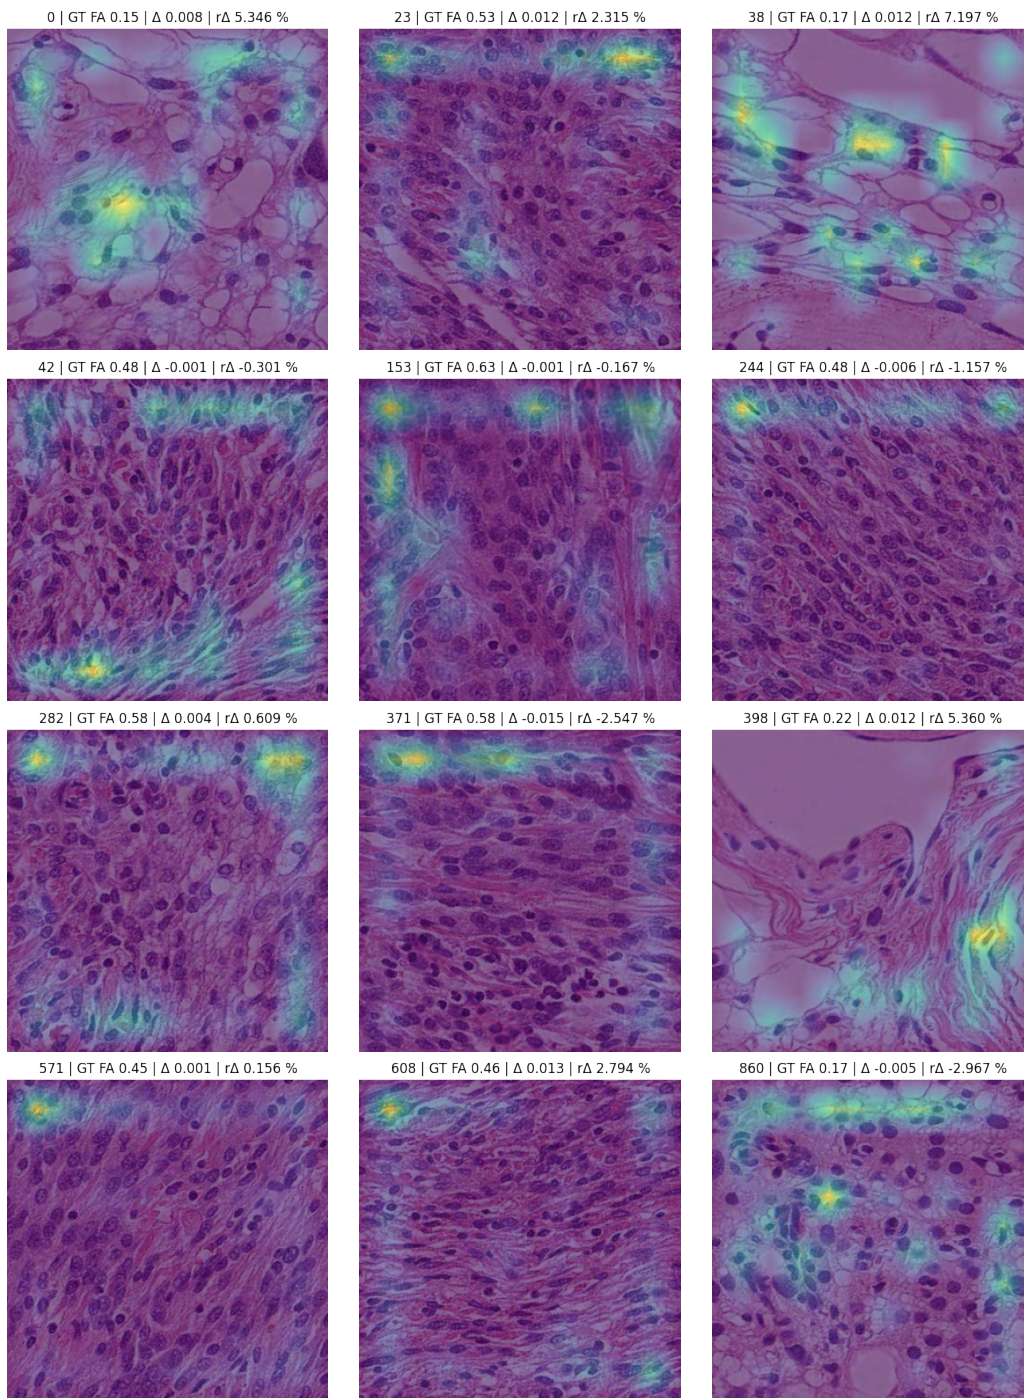 0 | GT FA 0.15 | Δ 0.008 | rΔ 5.346 %
23 | GT FA 0.53 | Δ 0.012 | rΔ 2.315 %
38 | GT FA 0.17 | Δ 0.012 | rΔ 7.197 %
42 | GT FA 0.48 | Δ -0.001 | rΔ -0.301 %
153 | GT FA 0.63 | Δ -0.001 | rΔ -0.167 %
244 | GT FA 0.48 | Δ -0.006 | rΔ -1.157 %
282 | GT FA 0.58 | Δ 0.004 | rΔ 0.609 %
371 | GT FA 0.58 | Δ -0.015 | rΔ -2.547 %
398 | GT FA 0.22 | Δ 0.012 | rΔ 5.360 %
571 | GT FA 0.45 | Δ 0.001 | rΔ 0.156 %
608 | GT FA 0.46 | Δ 0.013 | rΔ 2.794 %
860 | GT FA 0.17 | Δ -0.005 | rΔ -2.967 %